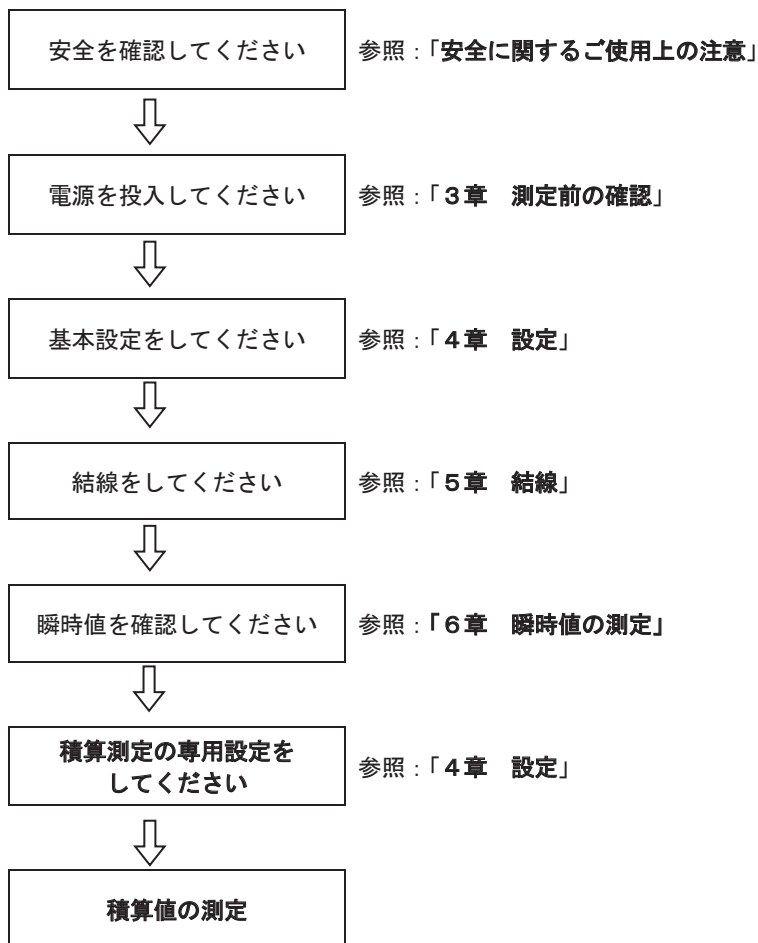 安全を確認してください　参照：「安全に関するご使用上の注意」
電源を投入してください　参照：「３章　測定前の確認」
基本設定をしてください　参照：「４章　設定」
結線をしてください　参照：「５章　結線」
瞬時値を確認してください　参照：「６章　瞬時値の測定」
積算測定の専用設定を
してください　参照：「４章　設定」
積算値の測定